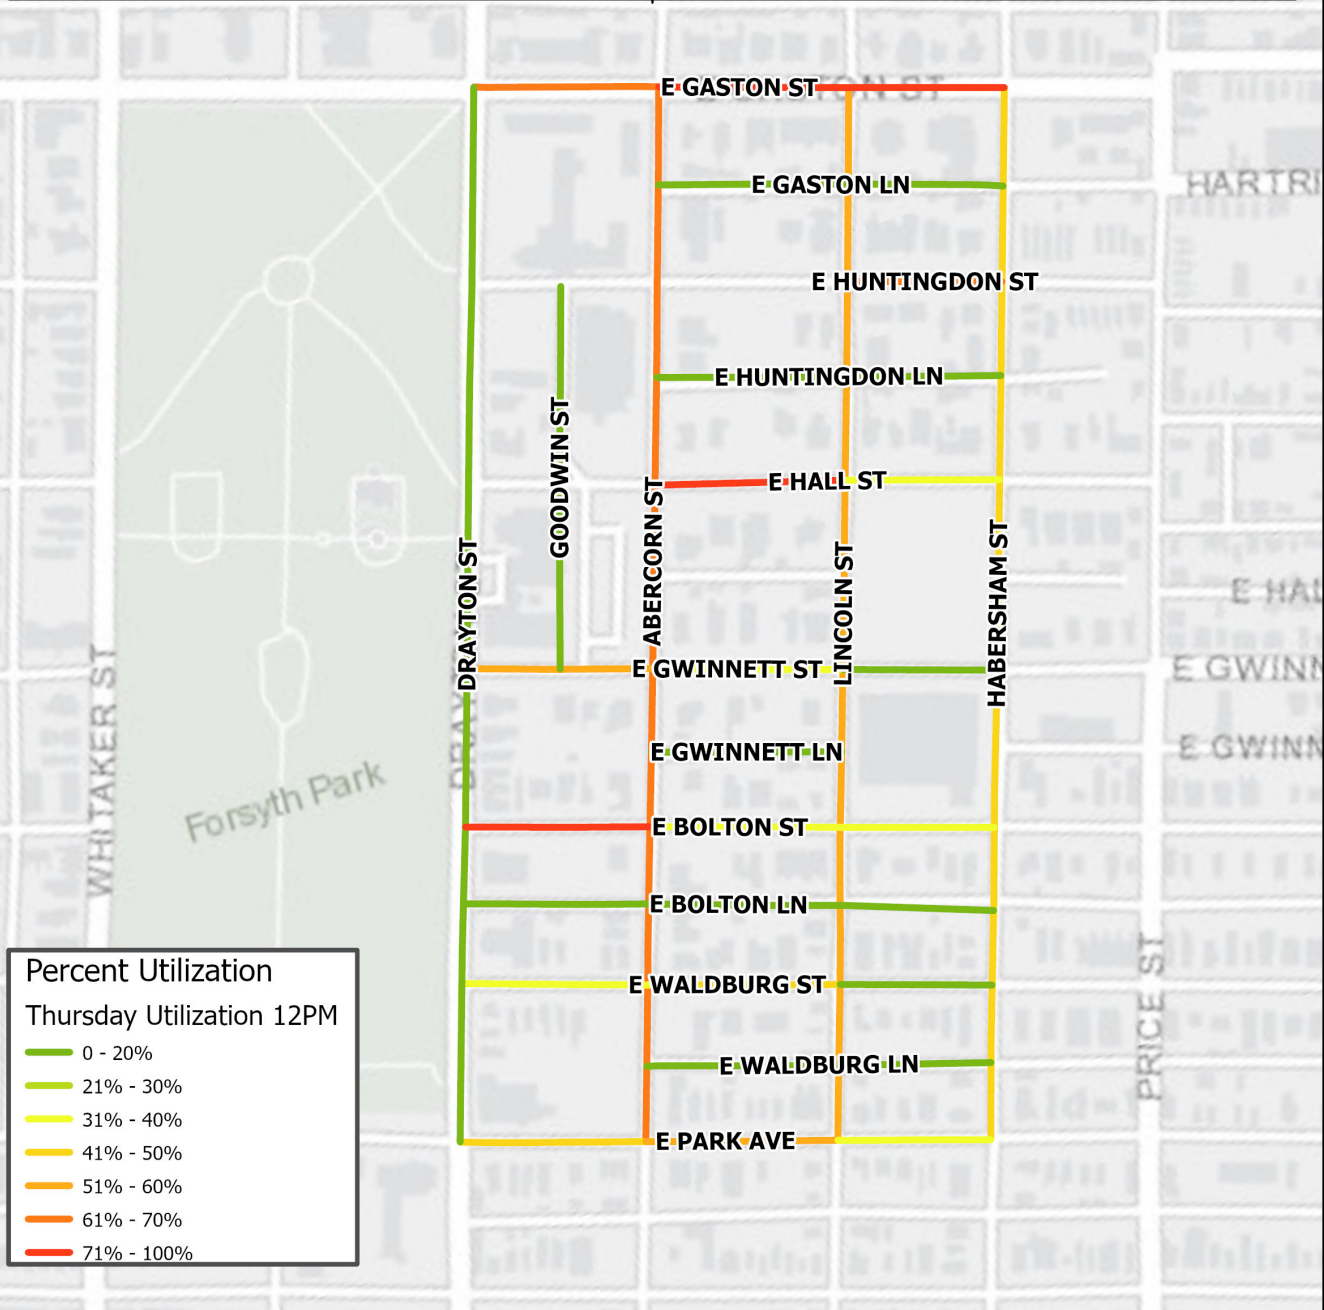 E GASTON ST
TON ST
E GASTON LN
HARTRI
E HUNTINGDON ST
E HUNTINGDON LN
GOODWIN ST
E HALL ST
ABERCORN ST
DRAYTON ST
LINCOLN ST
HABERSHAM ST
E HAL
E GWINNETT ST
E GWINN
WHITAKER ST
DRAY
E GWINNETT LN
E GWINN
Forsyth Park
E BOLTON ST
E BOLTON LN
E WALDBURG ST
PRICE ST
E WALDBURG LN
E PARK AVE
Percent Utilization
Thursday Utilization 12PM
0 - 20%
21% - 30%
31% - 40%
41% - 50%
51% - 60%
61% - 70%
71% - 100%